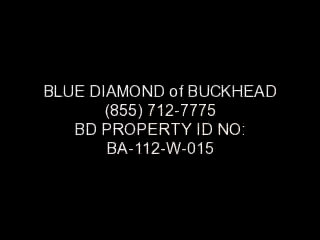 BLUE DIAMOND of BUCKHEAD
(855) 712-7775
BD PROPERTY ID NO:
BA-112-W-015